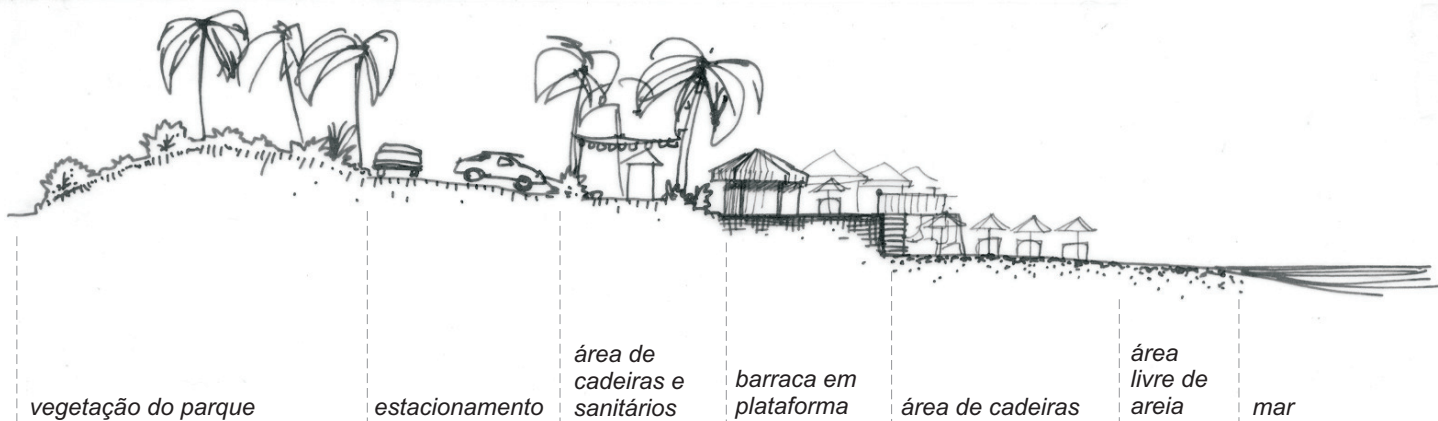 vegetação do parque
estacionamento
área de
cadeiras e
sanitários
barraca em
plataforma
área de cadeiras
área
livre de
areia
mar